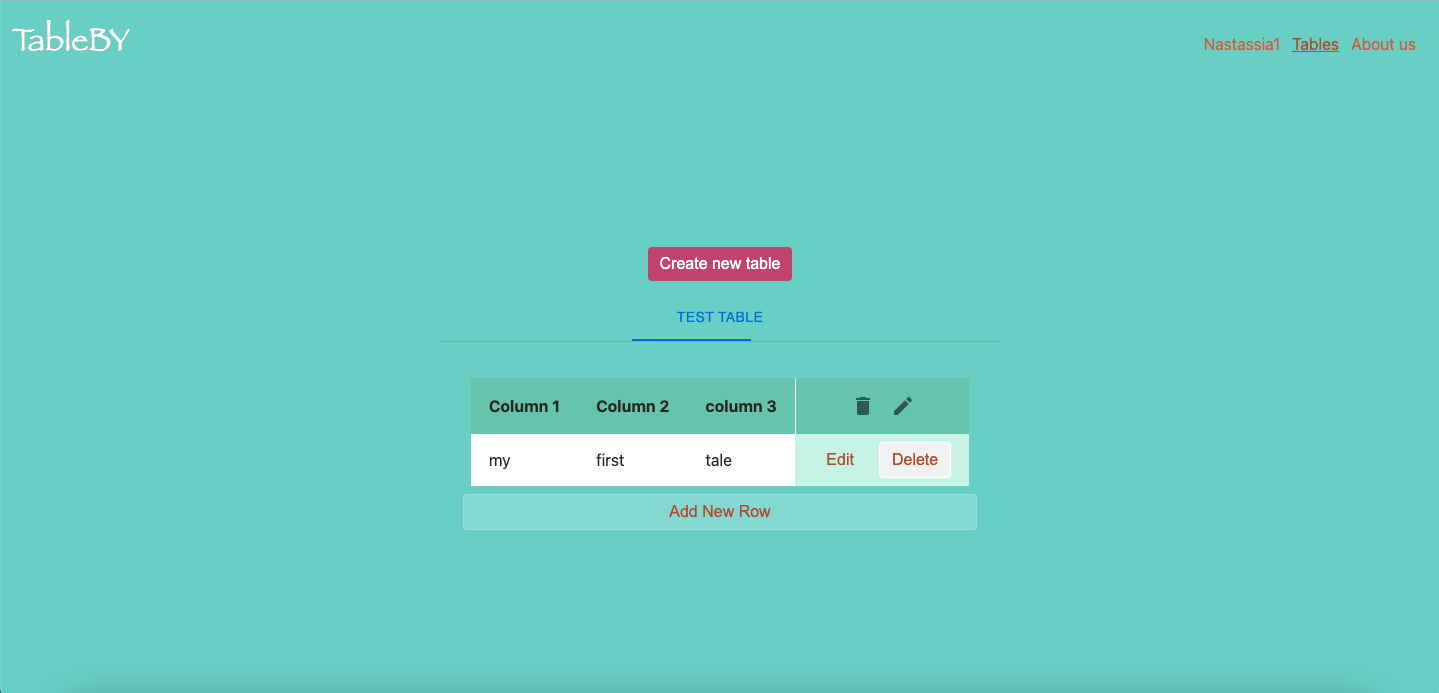 TableBY
Nastassia1 Tables About us
Create new table
TEST TABLE
Column 1 Column 2 column 3
my first tale Edit Delete
Add New Row